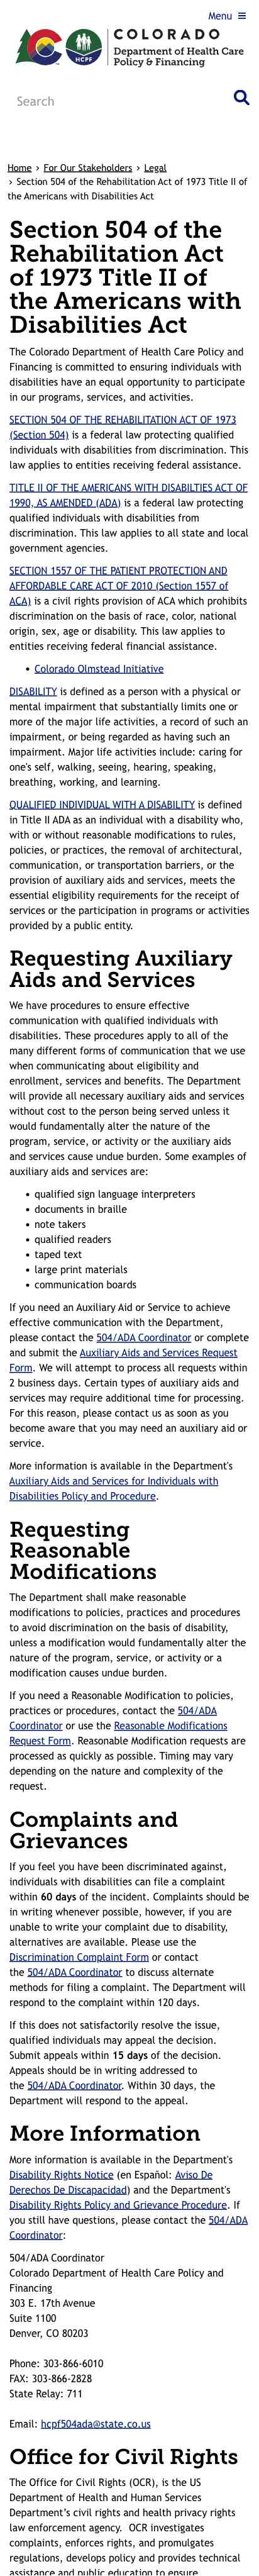 Menu ≡
COLORADO
Department of Health Care
Policy & Financing
HCPF
TM
Search
Home › For Our Stakeholders › Legal
› Section 504 of the Rehabilitation Act of 1973 Title II of
the Americans with Disabilities Act
Section 504 of the
Rehabilitation Act
of 1973 Title II of
the Americans with
Disabilities Act
The Colorado Department of Health Care Policy and
Financing is committed to ensuring individuals with
disabilities have an equal opportunity to participate
in our programs, services, and activities.
SECTION 504 OF THE REHABILITATION ACT OF 1973
(Section 504) is a federal law protecting qualified
individuals with disabilities from discrimination. This
law applies to entities receiving federal assistance.
TITLE II OF THE AMERICANS WITH DISABILTIES ACT OF
1990, AS AMENDED (ADA) is a federal law protecting
qualified individuals with disabilities from
discrimination. This law applies to all state and local
government agencies.
SECTION 1557 OF THE PATIENT PROTECTION AND
AFFORDABLE CARE ACT OF 2010 (Section 1557 of
ACA) is a civil rights provision of ACA which prohibits
discrimination on the basis of race, color, national
origin, sex, age or disability. This law applies to
entities receiving federal financial assistance.
• Colorado Olmstead Initiative
DISABILITY is defined as a person with a physical or
mental impairment that substantially limits one or
more of the major life activities, a record of such an
impairment, or being regarded as having such an
impairment. Major life activities include: caring for
one's self, walking, seeing, hearing, speaking,
breathing, working, and learning.
QUALIFIED INDIVIDUAL WITH A DISABILITY is defined
in Title II ADA as an individual with a disability who,
with or without reasonable modifications to rules,
policies, or practices, the removal of architectural,
communication, or transportation barriers, or the
provision of auxiliary aids and services, meets the
essential eligibility requirements for the receipt of
services or the participation in programs or activities
provided by a public entity.
Requesting Auxiliary
Aids and Services
We have procedures to ensure effective
communication with qualified individuals with
disabilities. These procedures apply to all of the
many different forms of communication that we use
when communicating about eligibility and
enrollment, services and benefits. The Department
will provide all necessary auxiliary aids and services
without cost to the person being served unless it
would fundamentally alter the nature of the
program, service, or activity or the auxiliary aids
and services cause undue burden. Some examples of
auxiliary aids and services are:
• qualified sign language interpreters
• documents in braille
• note takers
• qualified readers
• taped text
• large print materials
• communication boards
If you need an Auxiliary Aid or Service to achieve
effective communication with the Department,
please contact the 504/ADA Coordinator or complete
and submit the Auxiliary Aids and Services Request
Form. We will attempt to process all requests within
2 business days. Certain types of auxiliary aids and
services may require additional time for processing.
For this reason, please contact us as soon as you
become aware that you may need an auxiliary aid or
service.
More information is available in the Department's
Auxiliary Aids and Services for Individuals with
Disabilities Policy and Procedure.
Requesting
Reasonable
Modifications
The Department shall make reasonable
modifications to policies, practices and procedures
to avoid discrimination on the basis of disability,
unless a modification would fundamentally alter the
nature of the program, service, or activity or a
modification causes undue burden.
If you need a Reasonable Modification to policies,
practices or procedures, contact the 504/ADA
Coordinator or use the Reasonable Modifications
Request Form. Reasonable Modification requests are
processed as quickly as possible. Timing may vary
depending on the nature and complexity of the
request.
Complaints and
Grievances
If you feel you have been discriminated against,
individuals with disabilities can file a complaint
within 60 days of the incident. Complaints should be
in writing whenever possible, however, if you are
unable to write your complaint due to disability,
alternatives are available. Please use the
Discrimination Complaint Form or contact
the 504/ADA Coordinator to discuss alternate
methods for filing a complaint. The Department will
respond to the complaint within 120 days.
If this does not satisfactorily resolve the issue,
qualified individuals may appeal the decision.
Submit appeals within 15 days of the decision.
Appeals should be in writing addressed to
the 504/ADA Coordinator. Within 30 days, the
Department will respond to the appeal.
More Information
More information is available in the Department's
Disability Rights Notice (en Español: Aviso De
Derechos De Discapacidad) and the Department's
Disability Rights Policy and Grievance Procedure. If
you still have questions, please contact the 504/ADA
Coordinator:
504/ADA Coordinator
Colorado Department of Health Care Policy and
Financing
303 E. 17th Avenue
Suite 1100
Denver, CO 80203
Phone: 303-866-6010
FAX: 303-866-2828
State Relay: 711
Email: hcpf504ada@state.co.us
Office for Civil Rights
The Office for Civil Rights (OCR), is the US
Department of Health and Human Services
Department’s civil rights and health privacy rights
law enforcement agency. OCR investigates
complaints, enforces rights, and promulgates
regulations, develops policy and provides technical
assistance and public education to ensure